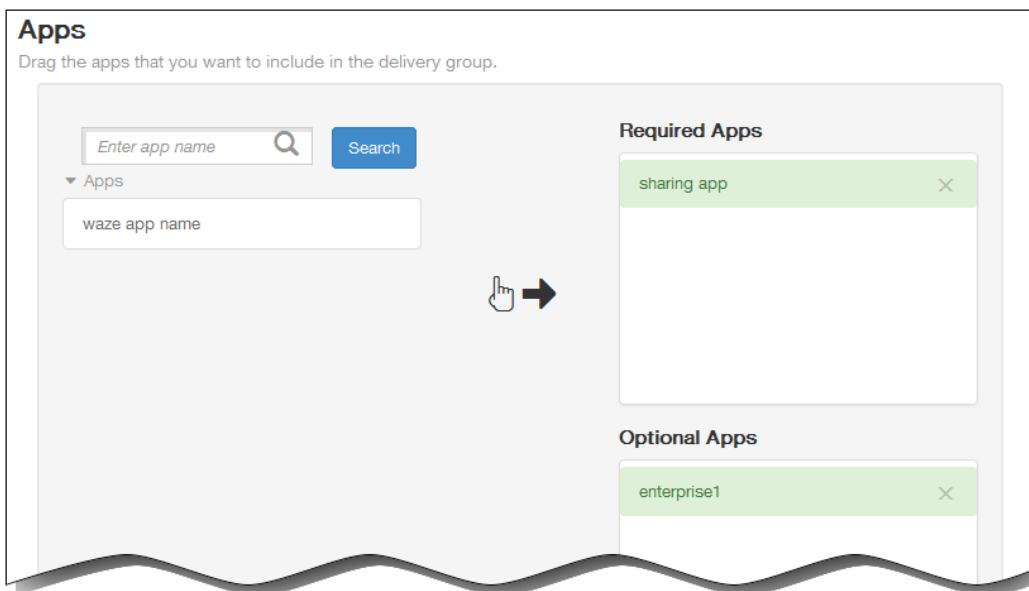 Apps
Drag the apps that you want to include in the delivery group.
Enter app name
Search
Apps
waze app name
Required Apps
sharing app
Optional Apps
enterprise1